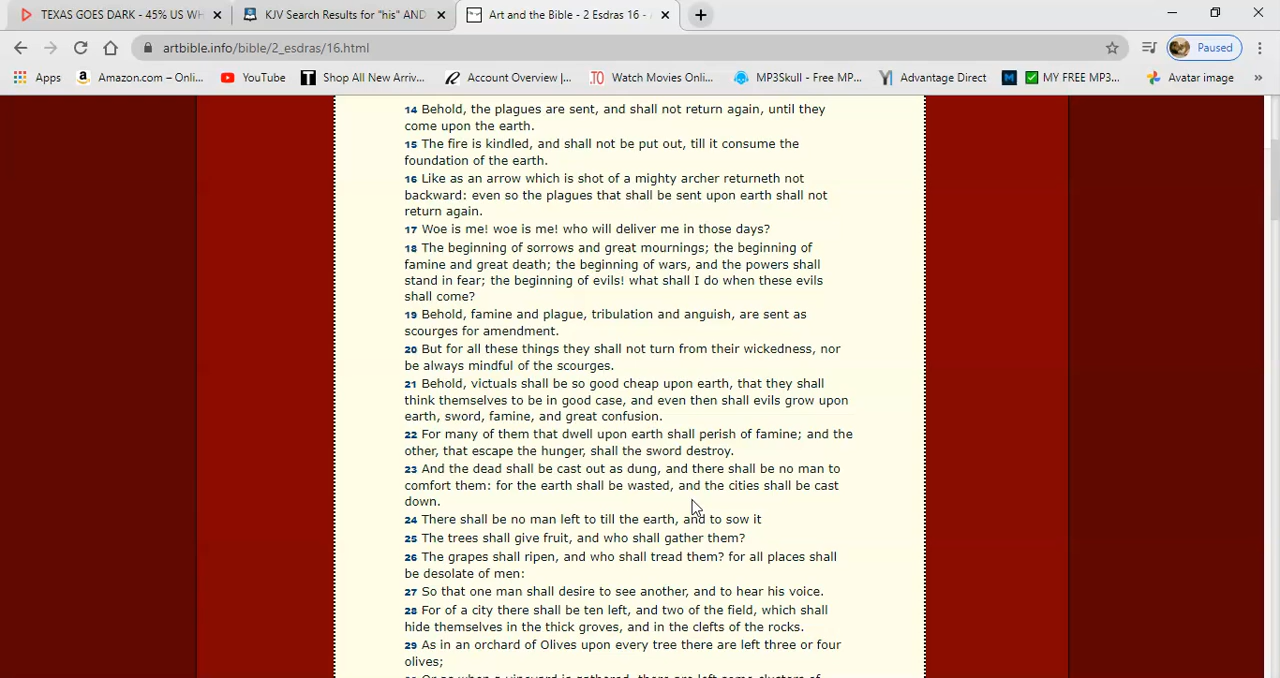 TEXAS GOES DARK - 45% US WH
KJV Search Results for "his" AND
Art and the Bible - 2 Esdras 16 -
artbible.info/bible/2_esdras/16.html
Paused
Apps
Amazon.com – Onli...
YouTube
Shop All New Arriv...
Account Overview |...
Watch Movies Onlin...
MP3Skull - Free MP...
Advantage Direct
MY FREE MP3...
Avatar image
»
14 Behold, the plagues are sent, and shall not return again, until they
come upon the earth.
15 The fire is kindled, and shall not be put out, till it consume the
foundation of the earth.
16 Like as an arrow which is shot of a mighty archer returneth not
backward: even so the plagues that shall be sent upon earth shall not
return again.
17 Woe is me! woe is me! who will deliver me in those days?
18 The beginning of sorrows and great mournings; the beginning of
famine and great death; the beginning of wars, and the powers shall
stand in fear; the beginning of evils! what shall I do when these evils
shall come?
19 Behold, famine and plague, tribulation and anguish, are sent as
scourges for amendment.
20 But for all these things they shall not turn from their wickedness, nor
be always mindful of the scourges.
21 Behold, victuals shall be so good cheap upon earth, that they shall
think themselves to be in good case, and even then shall evils grow upon
earth, sword, famine, and great confusion.
22 For many of them that dwell upon earth shall perish of famine; and the
other, that escape the hunger, shall the sword destroy.
23 And the dead shall be cast out as dung, and there shall be no man to
comfort them: for the earth shall be wasted, and the cities shall be cast
down.
24 There shall be no man left to till the earth, and to sow it
25 The trees shall give fruit, and who shall gather them?
26 The grapes shall ripen, and who shall tread them? for all places shall
be desolate of men:
27 So that one man shall desire to see another, and to hear his voice.
28 For of a city there shall be ten left, and two of the field, which shall
hide themselves in the thick groves, and in the clefts of the rocks.
29 As in an orchard of Olives upon every tree there are left three or four
olives;